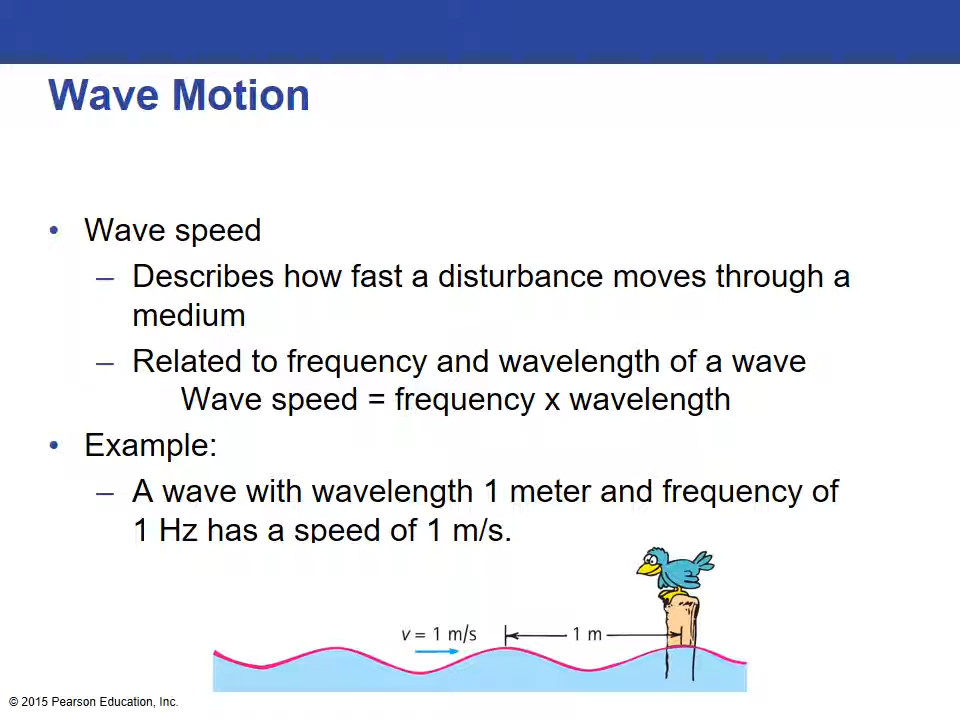 Wave Motion
• Wave speed
– Describes how fast a disturbance moves through a
medium
– Related to frequency and wavelength of a wave
Wave speed = frequency x wavelength
• Example:
– A wave with wavelength 1 meter and frequency of
1 Hz has a speed of 1 m/s.
v = 1 m/s
1 m
© 2015 Pearson Education, Inc.